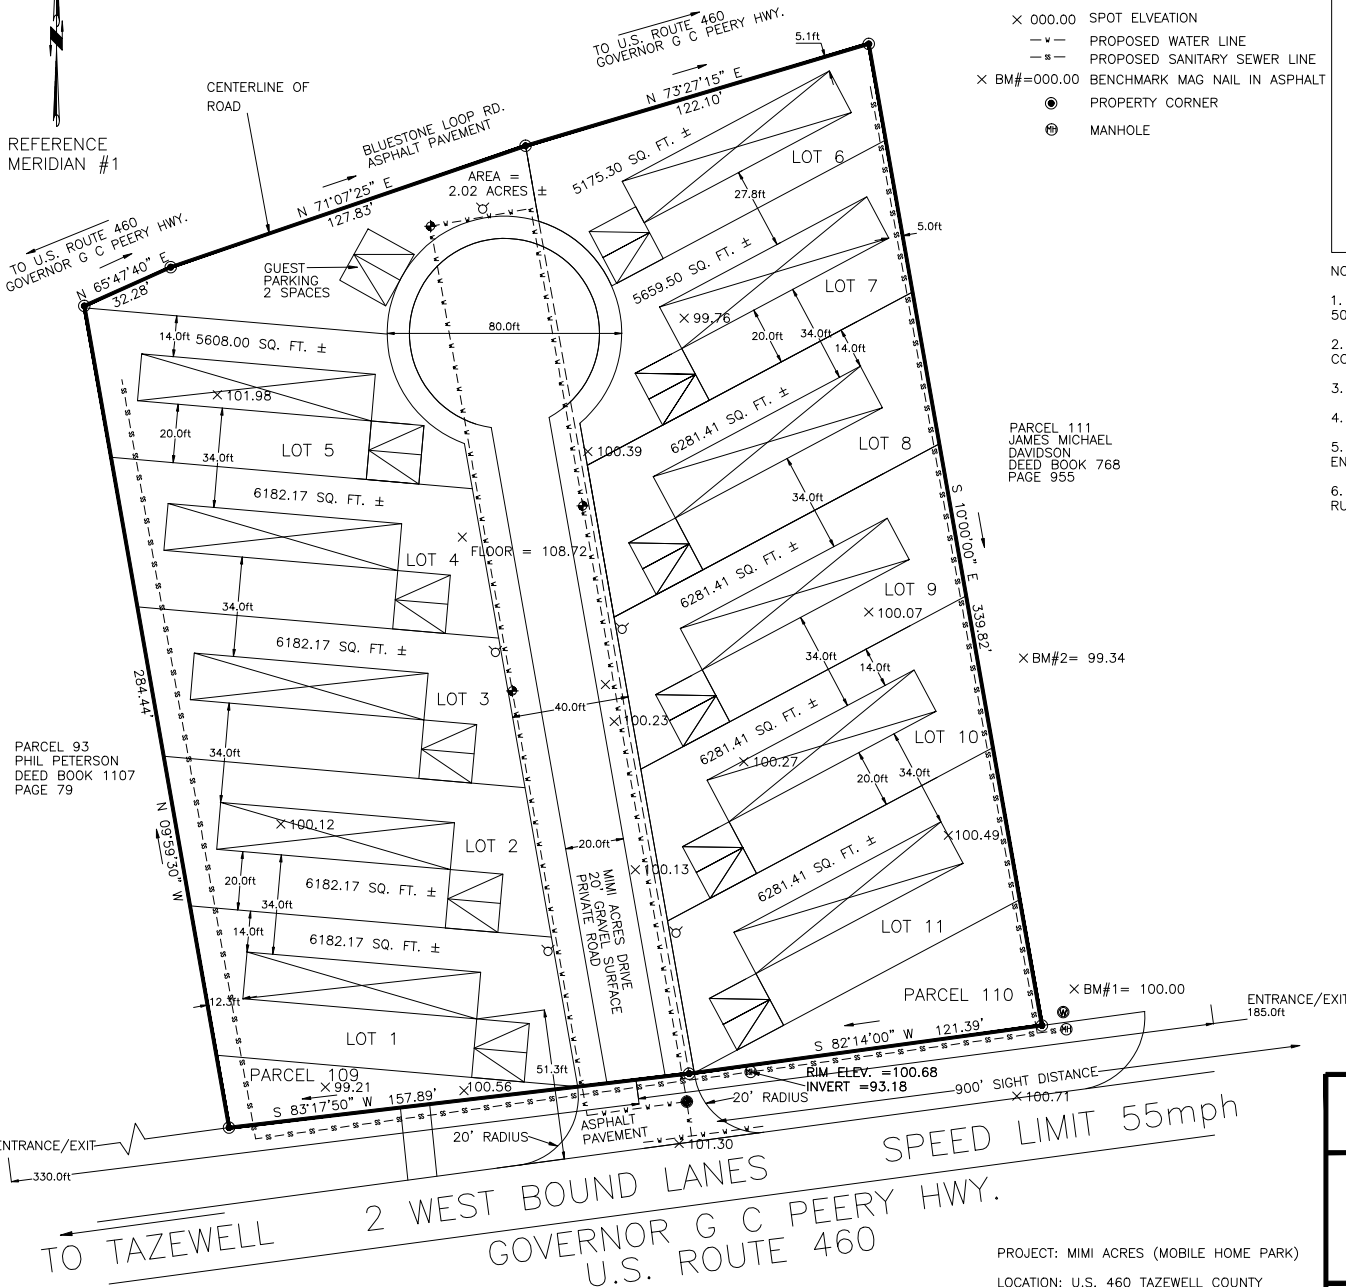 TO U.S. ROUTE 460
GOVERNOR G C PEERY HWY.
5.1ft
× 000.00 SPOT ELVEATION
—w— PROPOSED WATER LINE
—ss— PROPOSED SANITARY SEWER LINE
× BM#=000.00 BENCHMARK MAG NAIL IN ASPHALT
PROPERTY CORNER
MH MANHOLE
REFERENCE
MERIDIAN #1
CENTERLINE OF
ROAD
BLUESTONE LOOP RD.
ASPHALT PAVEMENT
N 73°27'15" E
122.10'
N 71°07'25" E
127.83'
AREA =
2.02 ACRES ±
TO U.S. ROUTE 460
GOVERNOR G C PEERY HWY.
N 65°47'40" E
32.28'
GUEST
PARKING
2 SPACES
80.0ft
5175.30 SQ. FT. ±
LOT 6
27.8ft
5.0ft
5659.50 SQ. FT. ±
LOT 7
×99.76
20.0ft
34.0ft
14.0ft
14.0ft
5608.00 SQ. FT. ±
×101.98
20.0ft
34.0ft
LOT 5
6281.41 SQ. FT. ±
LOT 8
×100.39
34.0ft
PARCEL 111
JAMES MICHAEL
DAVIDSON
DEED BOOK 768
PAGE 955
6182.17 SQ. FT. ±
LOT 4
×
FLOOR = 108.72
34.0ft
6281.41 SQ. FT. ±
LOT 9
×100.07
34.0ft
14.0ft
S 10°00'00" E
339.82'
×BM#2= 99.34
6182.17 SQ. FT. ±
LOT 3
34.0ft
284.44'
N 09°59'30" W
40.0ft
×100.23
6281.41 SQ. FT. ±
LOT 10
×100.27
20.0ft
34.0ft
PARCEL 93
PHIL PETERSON
DEED BOOK 1107
PAGE 79
×100.12
LOT 2
20.0ft
34.0ft
6182.17 SQ. FT. ±
20.0ft
×100.13
×100.49
6281.41 SQ. FT. ±
LOT 11
MIMI ACRES DRIVE
20' GRAVEL SURFACE
PRIVATE ROAD
14.0ft
6182.17 SQ. FT. ±
12.3ft
LOT 1
51.3ft
PARCEL 109
×99.21
×100.56
S 83°17'50" W 157.89'
PARCEL 110
×BM#1= 100.00
W
MH
S 82°14'00" W 121.39'
ENTRANCE/EXIT
185.0ft
RIM ELEV. =100.68
INVERT =93.18
900' SIGHT DISTANCE
×100.71
20' RADIUS
20' RADIUS
ASPHALT
PAVEMENT
×101.30
ENTRANCE/EXIT
330.0ft
SPEED LIMIT 55mph
2 WEST BOUND LANES
TO TAZEWELL
GOVERNOR G C PEERY HWY.
U.S. ROUTE 460
NO
1.
50
2.
CO
3.
4.
5.
EN
6.
RU
PROJECT: MIMI ACRES (MOBILE HOME PARK)
LOCATION: U.S. 460 TAZEWELL COUNTY